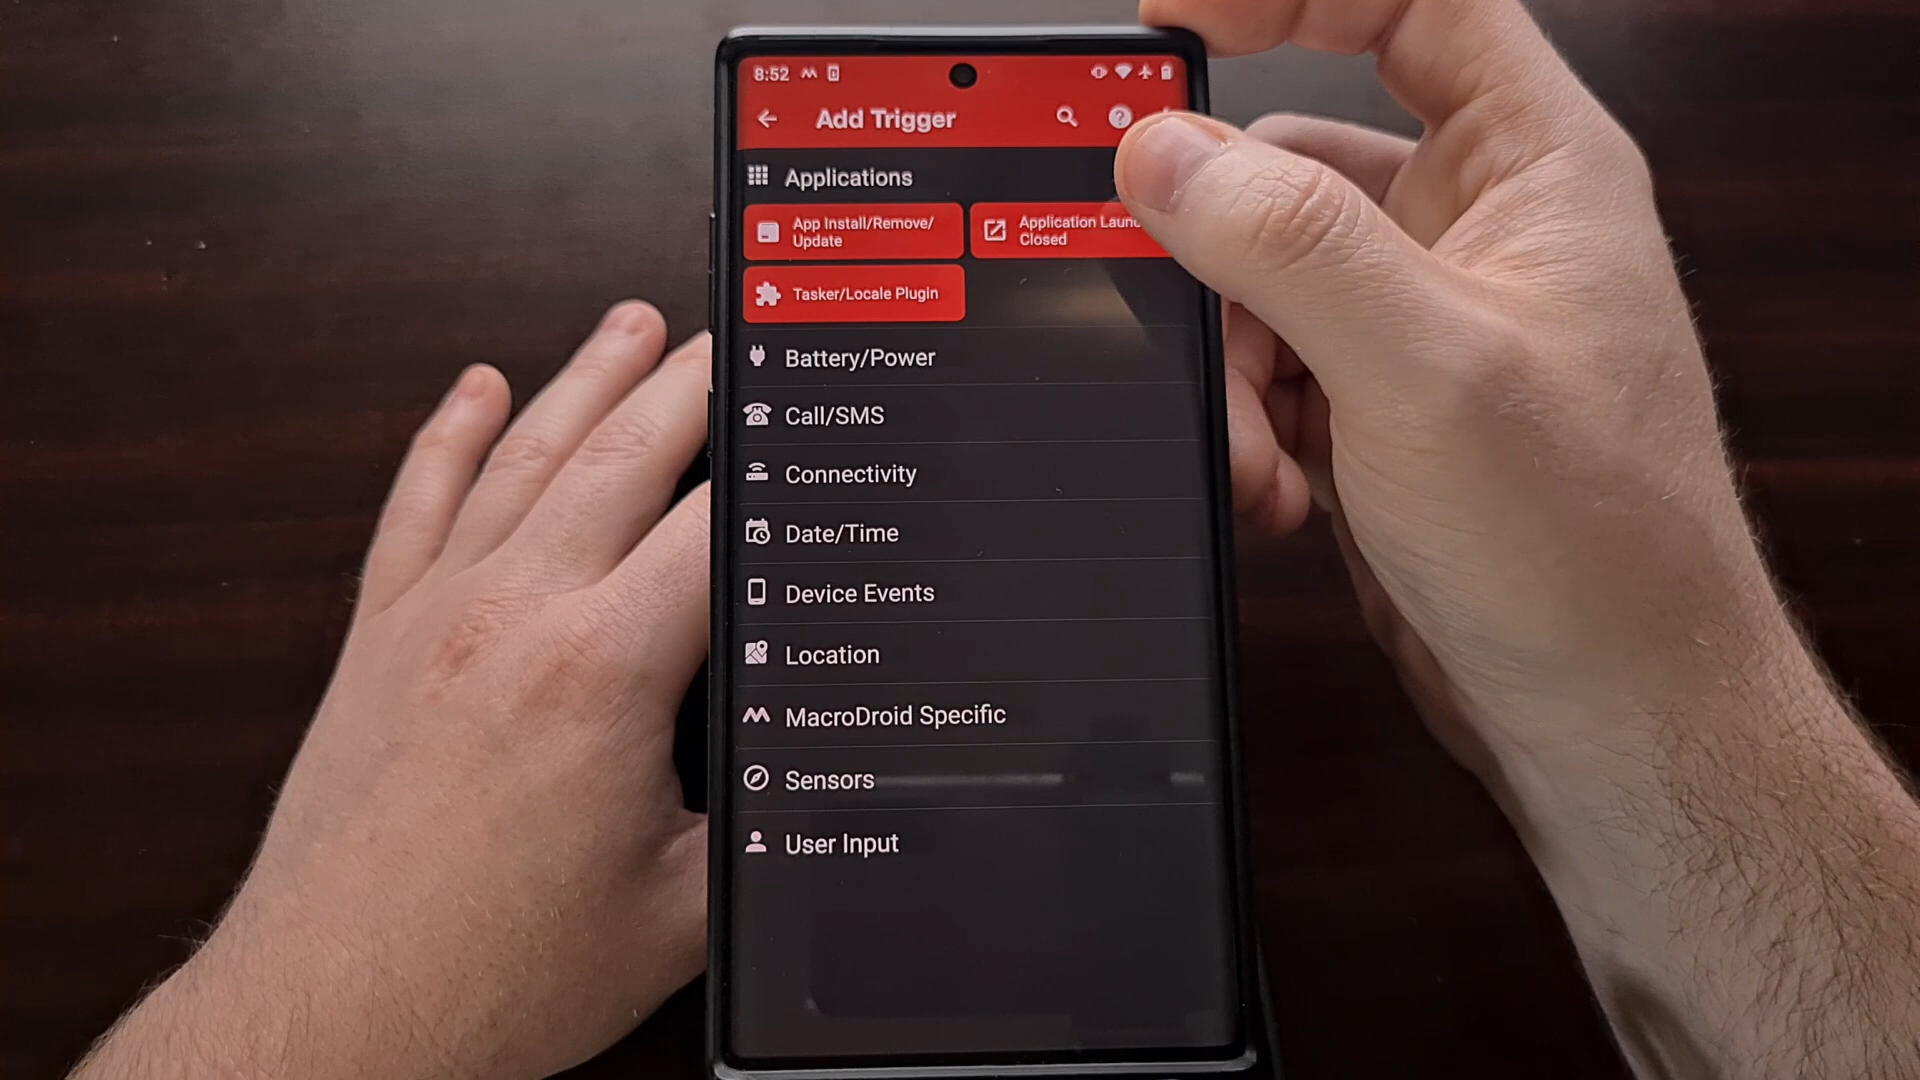 8:52
Add Trigger
Applications
App Install/Remove/
Update
Application
Closed
Tasker/Locale Plugin
Battery/Power
Call/SMS
Connectivity
Date/Time
Device Events
Location
MacroDroid Specific
Sensors
User Input